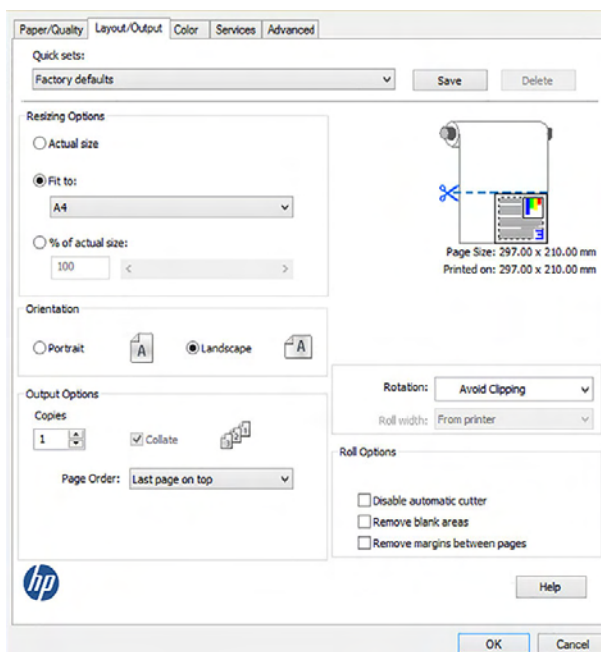 Paper/Quality Layout/Output Color Services Advanced
Quick sets:
Factory defaults Save Delete
Resizing Options
Actual size
Fit to:
A4
% of actual size:
100
Page Size: 297.00 x 210.00 mm
Printed on: 297.00 x 210.00 mm
Orientation
Portrait A Landscape A
Output Options
Copies
1 Collate
Page Order: Last page on top
Rotation: Avoid Clipping
Roll width: From printer
Roll Options
Disable automatic cutter
Remove blank areas
Remove margins between pages
hp
Help
OK Cancel